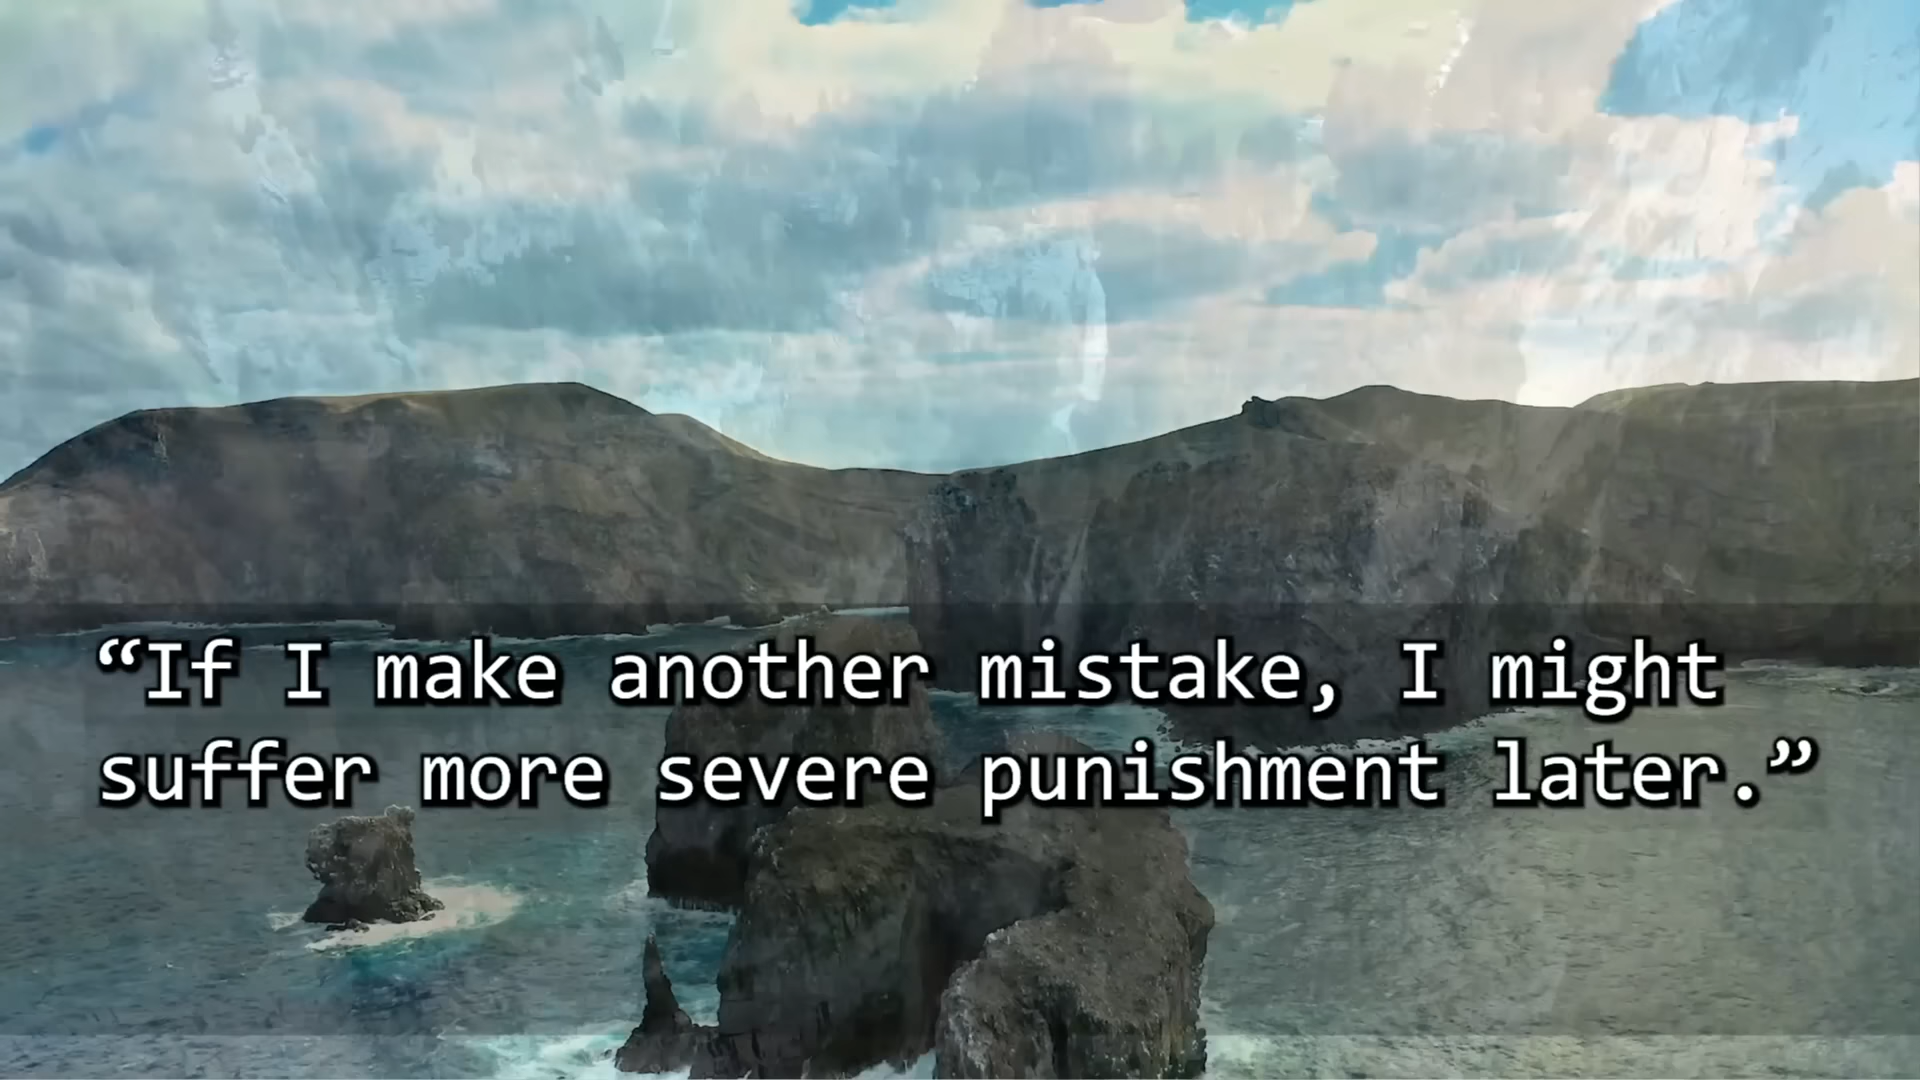 “If I make another mistake, I might
suffer more severe punishment later.”